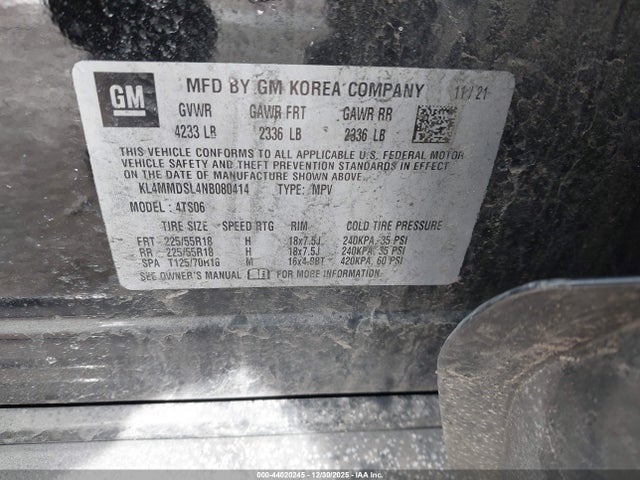 GM MFD BY GM KOREA COMPANY 11/21
GVWR GAWR FRT GAWR RR
4233 LB 2336 LB 2336 LB
THIS VEHICLE CONFORMS TO ALL APPLICABLE U.S. FEDERAL MOTOR
VEHICLE SAFETY AND THEFT PREVENTION STANDARDS IN EFFECT
ON THE DATE OF MANUFACTURE SHOWN ABOVE.
KL4MMDSL4NB080414 TYPE: MPV
MODEL: 4TS06
TIRE SIZE SPEED RTG RIM COLD TIRE PRESSURE
FRT 225/55R18 H 18x7.5J 240KPA, 35 PSI
RR 225/55R18 H 18x7.5J 240KPA, 35 PSI
SPA T125/70H16 M 16x4.0BT 420KPA, 60 PSI
SEE OWNER'S MANUAL FOR MORE INFORMATION.
000-44020245 - 12/30/2025 - IAAI.COM